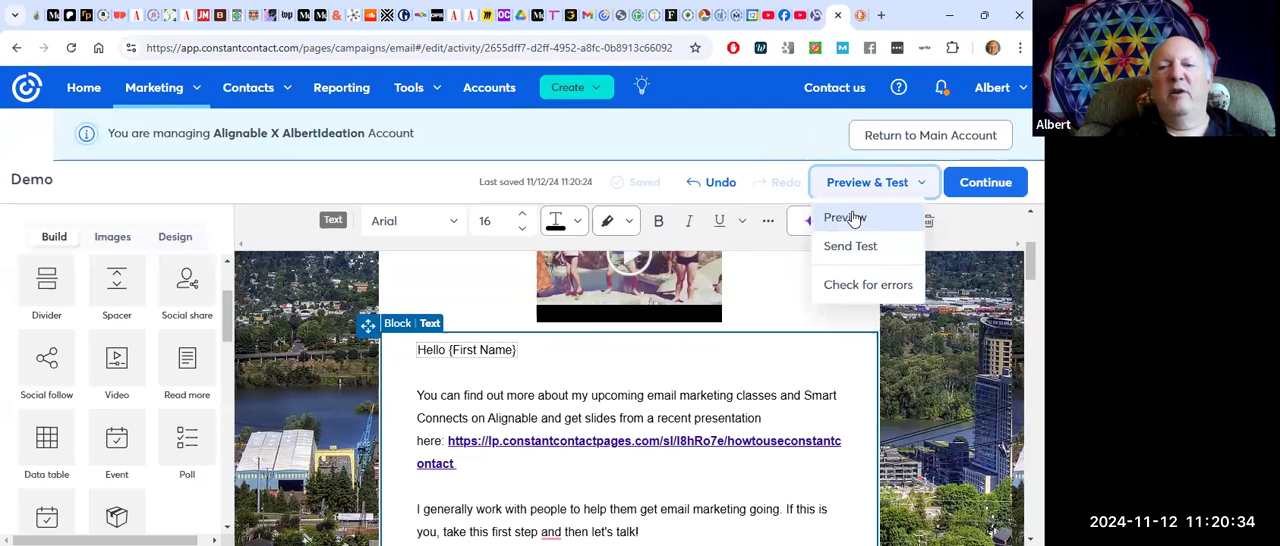 https://app.constantcontact.com/pages/campaigns/email#/edit/activity/2655dff7-d2ff-4952-a8fc-0b8913c66092
Home
Marketing
Contacts
Reporting
Tools
Accounts
Create
Contact us
Albert
Albert
You are managing Alignable X AlbertIdeation Account
Return to Main Account
Demo
Last saved 11/12/24 11:20:24
Saved
Undo
Redo
Preview & Test
Continue
Text
Arial
16
T
B
I
U
Preview
Send Test
Check for errors
Build
Images
Design
Divider
Spacer
Social share
Social follow
Video
Read more
Data table
Event
Poll
Block | Text
Hello {First Name}
You can find out more about my upcoming email marketing classes and Smart
Connects on Alignable and get slides from a recent presentation
here: https://lp.constantcontactpages.com/sl/I8hRo7e/howtouseconstantc
ontact
I generally work with people to help them get email marketing going. If this is
you, take this first step and then let's talk!
2024-11-12 11:20:34